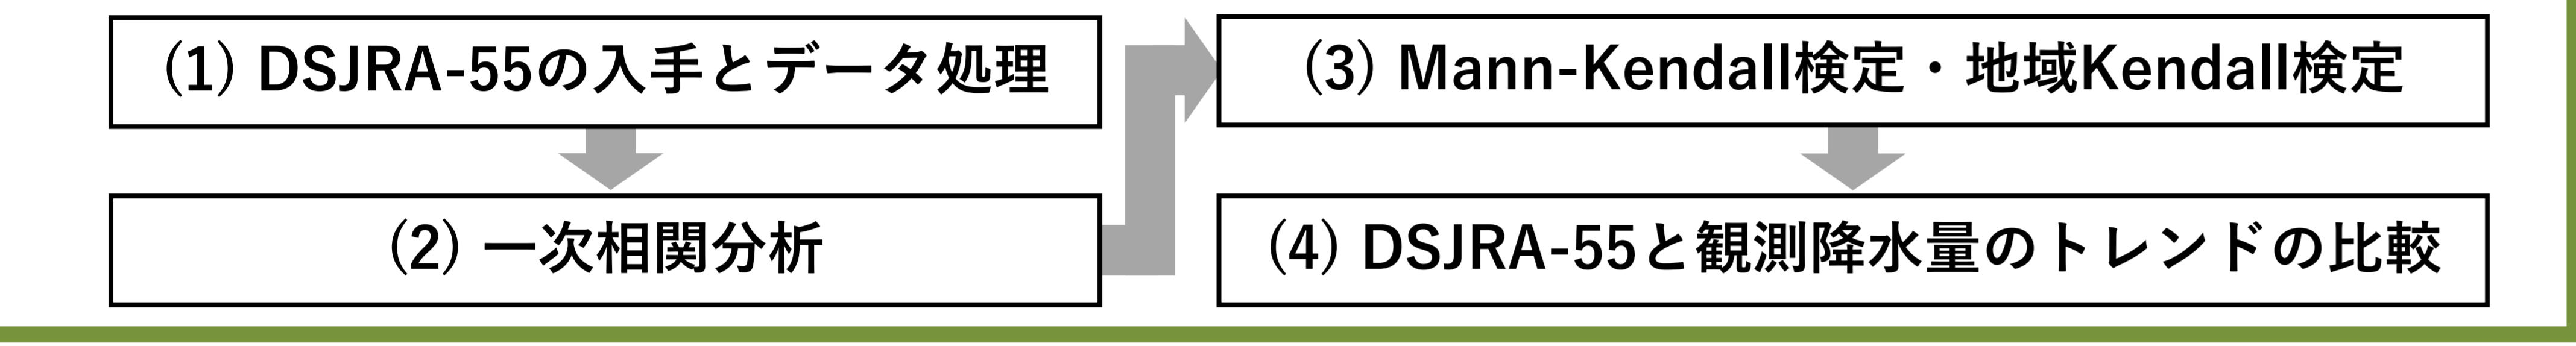 (1) DSJRA-55の入手とデータ処理
(2) 一次相関分析
(3) Mann-Kendall検定・地域Kendall検定
(4) DSJRA-55と観測降水量のトレンドの比較